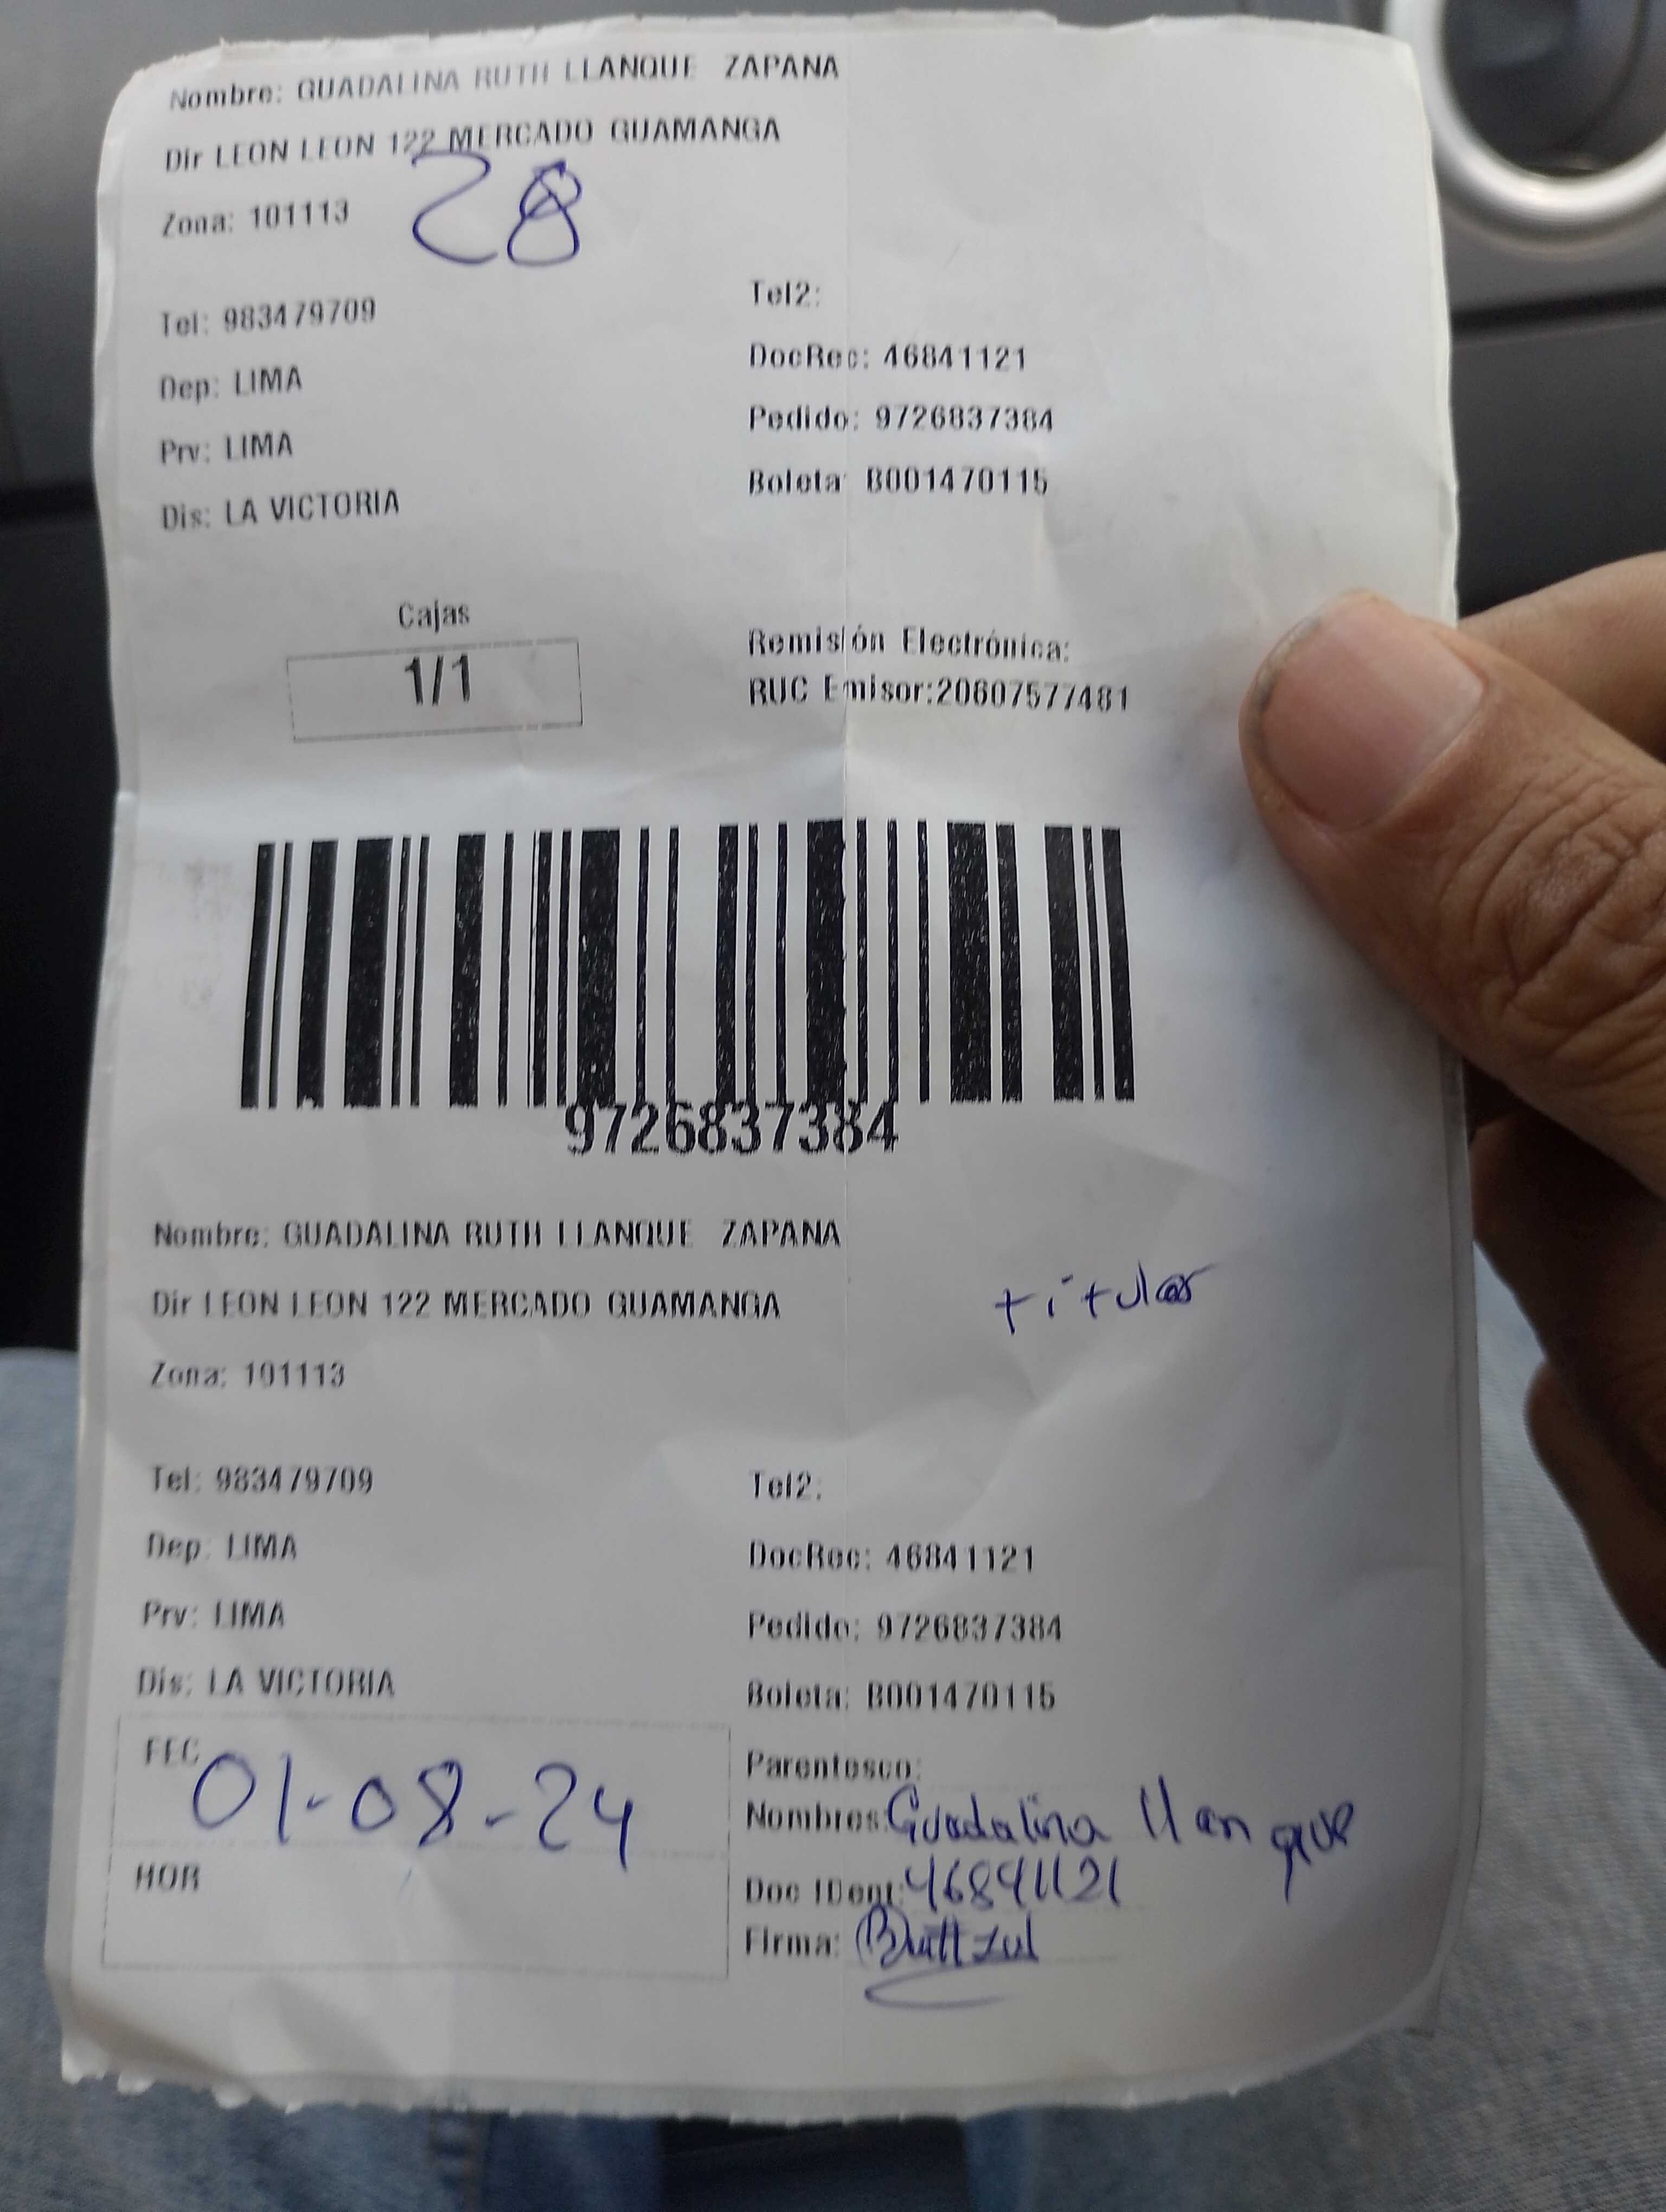 Nombre: GUADALINA RUTH LLANQUE ZAPANA
Dir LEON LEON 122 MERCADO GUAMANGA
Zona: 101113
28
Tel: 983479709
Tel2:
Dep: LIMA
DocRec: 46841121
Prv: LIMA
Pedido: 9726837384
Dis: LA VICTORIA
Boleta: B001470115
Cajas
1/1
Remisión Electrónica:
RUC Emisor:20607577481
9726837384
Nombre: GUADALINA RUTH LLANQUE ZAPANA
Dir LEON LEON 122 MERCADO GUAMANGA
titular
Zona: 101113
Tel: 983479709
Tel2:
Dep: LIMA
DocRec: 46841121
Prv: LIMA
Pedido: 9726837384
Dis: LA VICTORIA
Boleta: B001470115
FEC 01-08-24
HOR
Parentesco:
Nombres: Guadalina llanque
Doc IDent: 46841121
Firma: